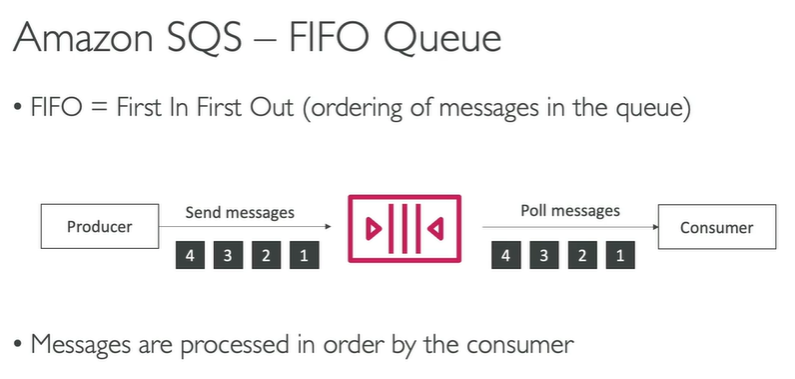 Amazon SQS – FIFO Queue
• FIFO = First In First Out (ordering of messages in the queue)
Producer
Send messages
4 3 2 1
Poll messages
4 3 2 1
Consumer
• Messages are processed in order by the consumer